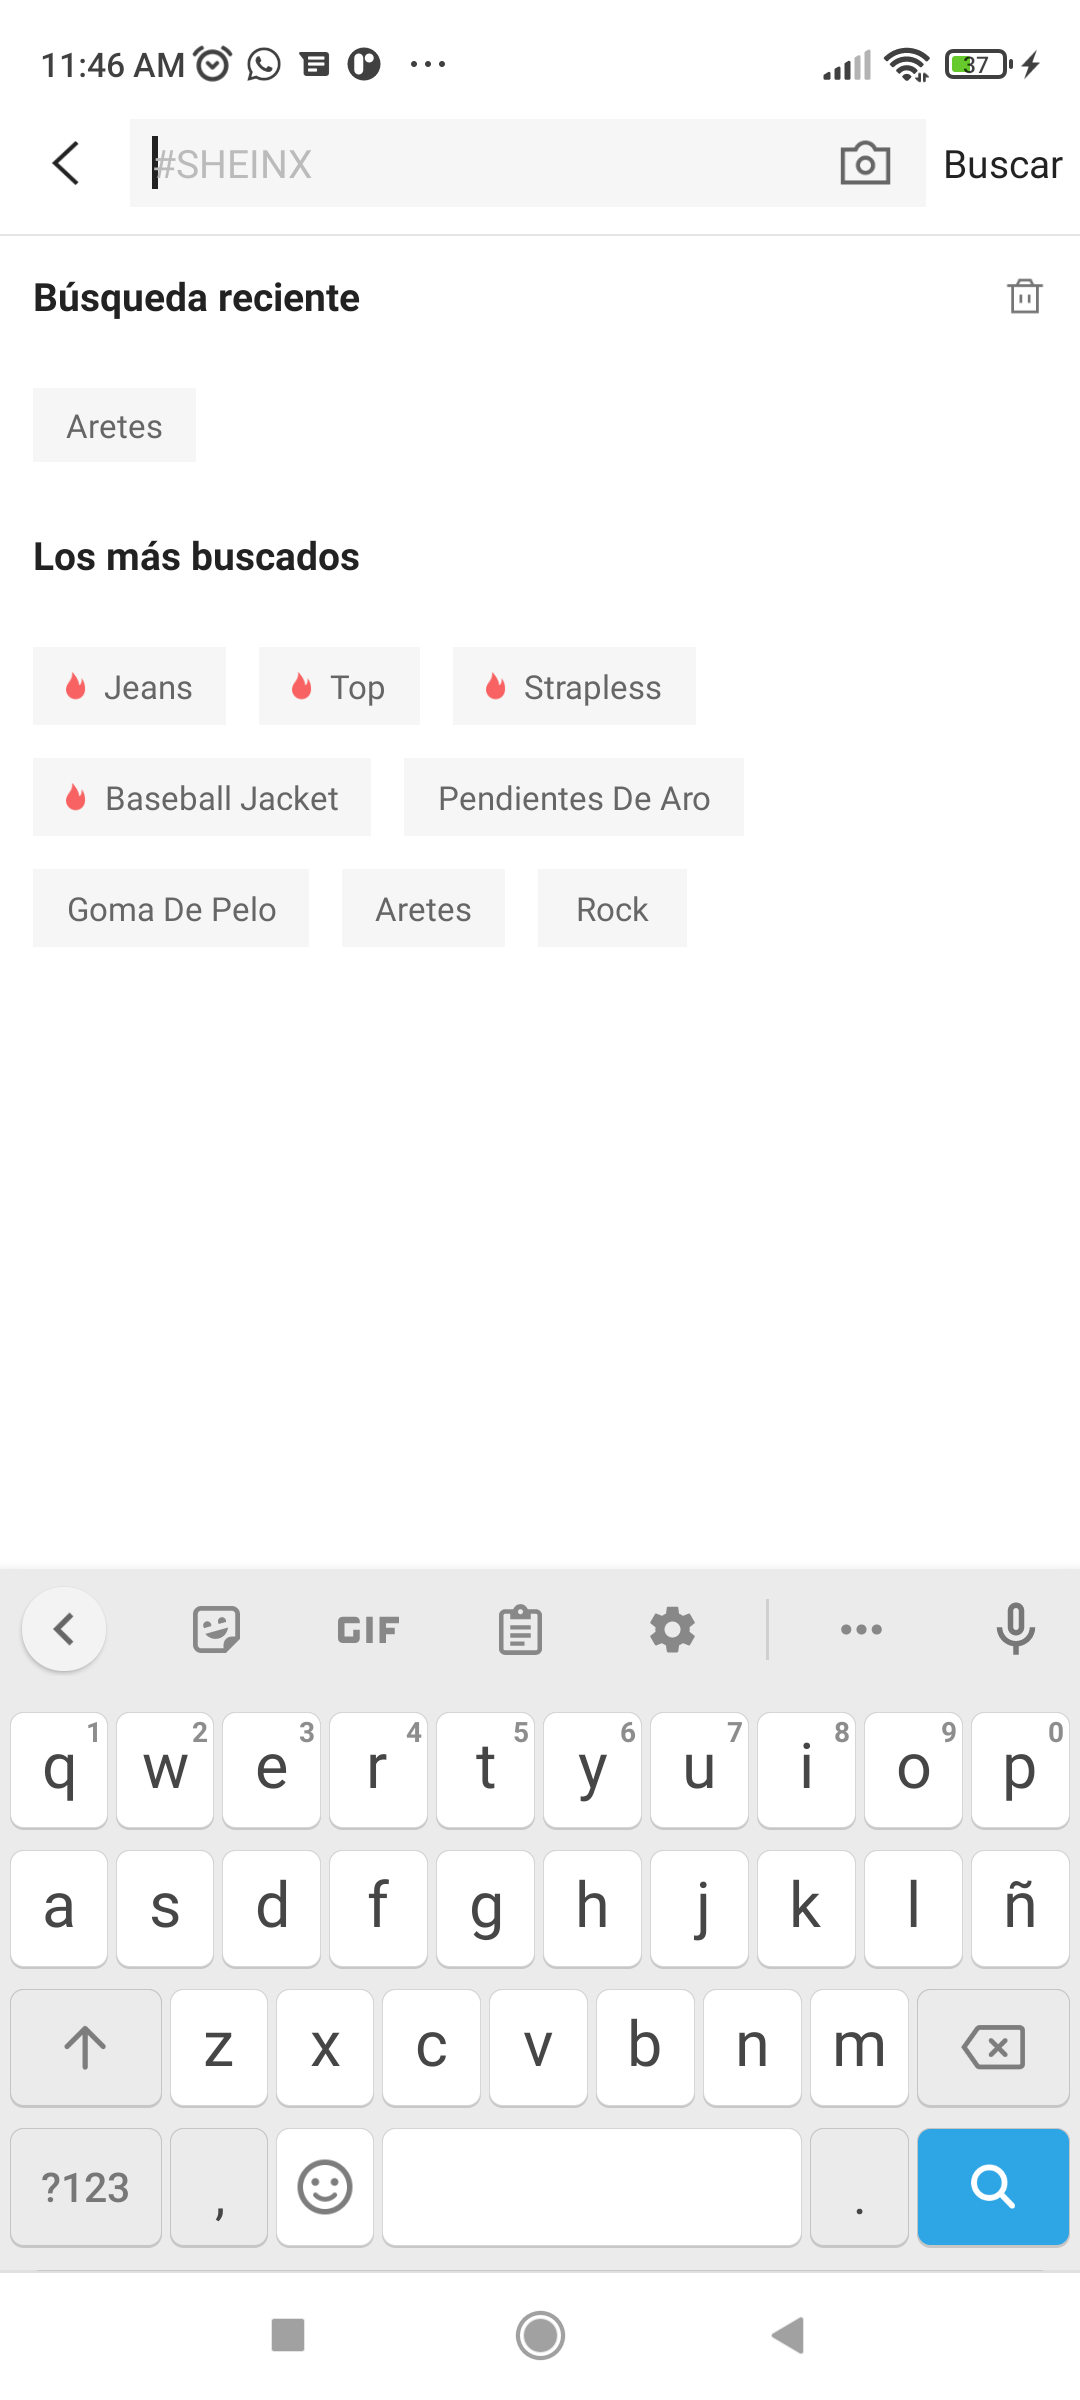 11:46 AM 37
#SHEINX Buscar
Búsqueda reciente
Aretes
Los más buscados
Jeans Top Strapless
Baseball Jacket Pendientes De Aro
Goma De Pelo Aretes Rock
GIF
1 2 3 4 5 6 7 8 9 0
q w e r t y u i o p
a s d f g h j k l ñ
z x c v b n m
?123 , .